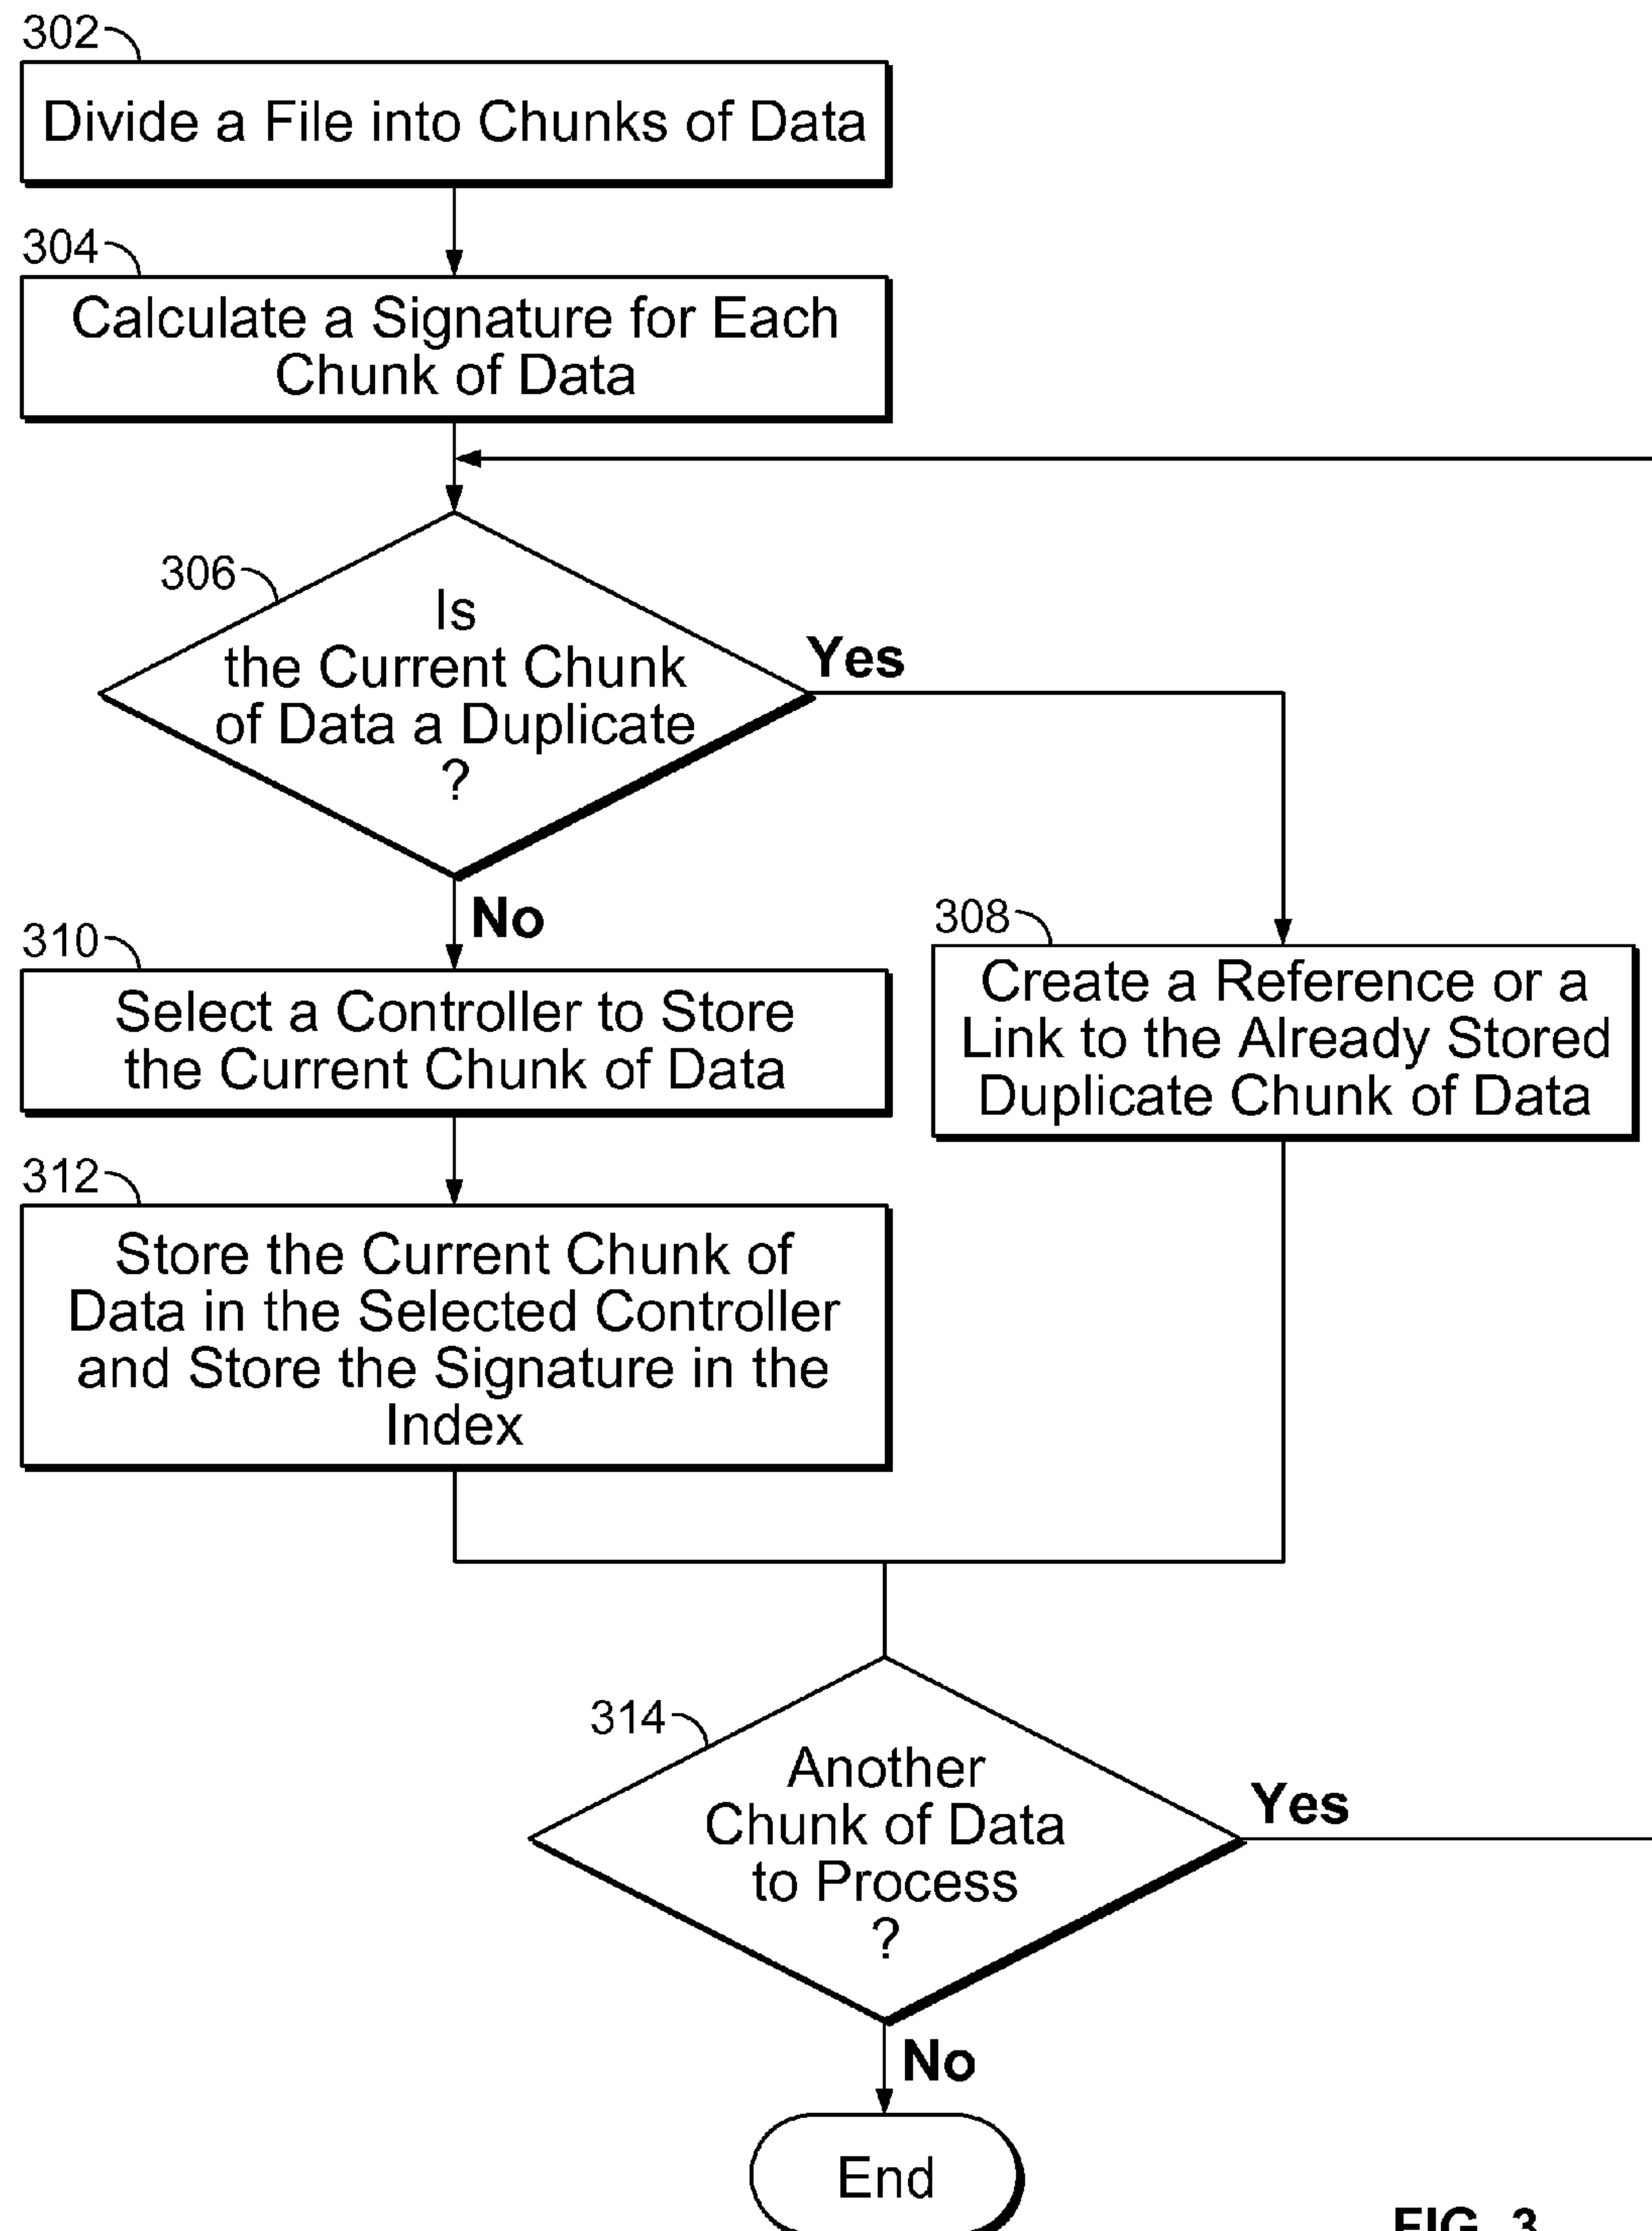 302
Divide a File into Chunks of Data
304
Calculate a Signature for Each
Chunk of Data
306
Is
the Current Chunk
of Data a Duplicate
?
Yes
No
308
Create a Reference or a
Link to the Already Stored
Duplicate Chunk of Data
310
Select a Controller to Store
the Current Chunk of Data
312
Store the Current Chunk of
Data in the Selected Controller
and Store the Signature in the
Index
314
Another
Chunk of Data
to Process
?
Yes
No
End
FIG. 3